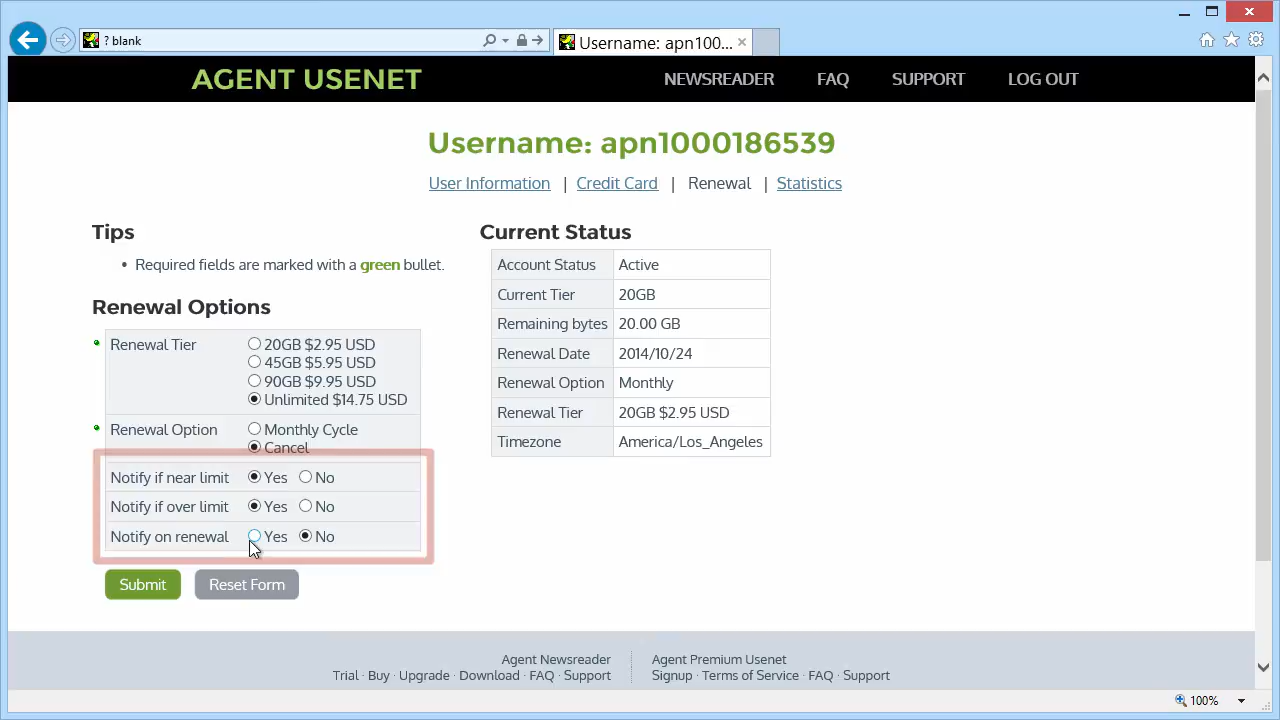 ? blank
Username: apn100...
AGENT USENET
NEWSREADER FAQ SUPPORT LOG OUT
Username: apn1000186539
User Information | Credit Card | Renewal | Statistics
Tips
• Required fields are marked with a green bullet.
Renewal Options
Renewal Tier
20GB $2.95 USD
45GB $5.95 USD
90GB $9.95 USD
Unlimited $14.75 USD
Renewal Option
Monthly Cycle
Cancel
Notify if near limit Yes No
Notify if over limit Yes No
Notify on renewal Yes No
Submit Reset Form
Current Status
Account Status Active
Current Tier 20GB
Remaining bytes 20.00 GB
Renewal Date 2014/10/24
Renewal Option Monthly
Renewal Tier 20GB $2.95 USD
Timezone America/Los_Angeles
Agent Newsreader
Trial · Buy · Upgrade · Download · FAQ · Support
Agent Premium Usenet
Signup · Terms of Service · FAQ · Support
100%